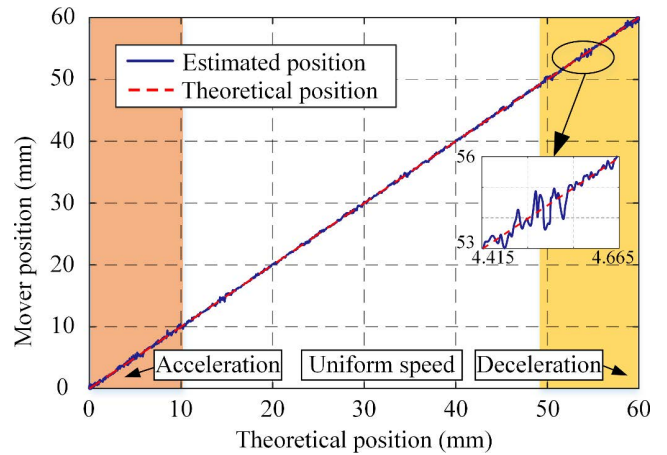 60
50
40
30
20
10
0
Mover position (mm)
Estimated position
Theoretical position
56
53
4.415
4.665
Acceleration
Uniform speed
Deceleration
0
10
20
30
40
50
60
Theoretical position (mm)